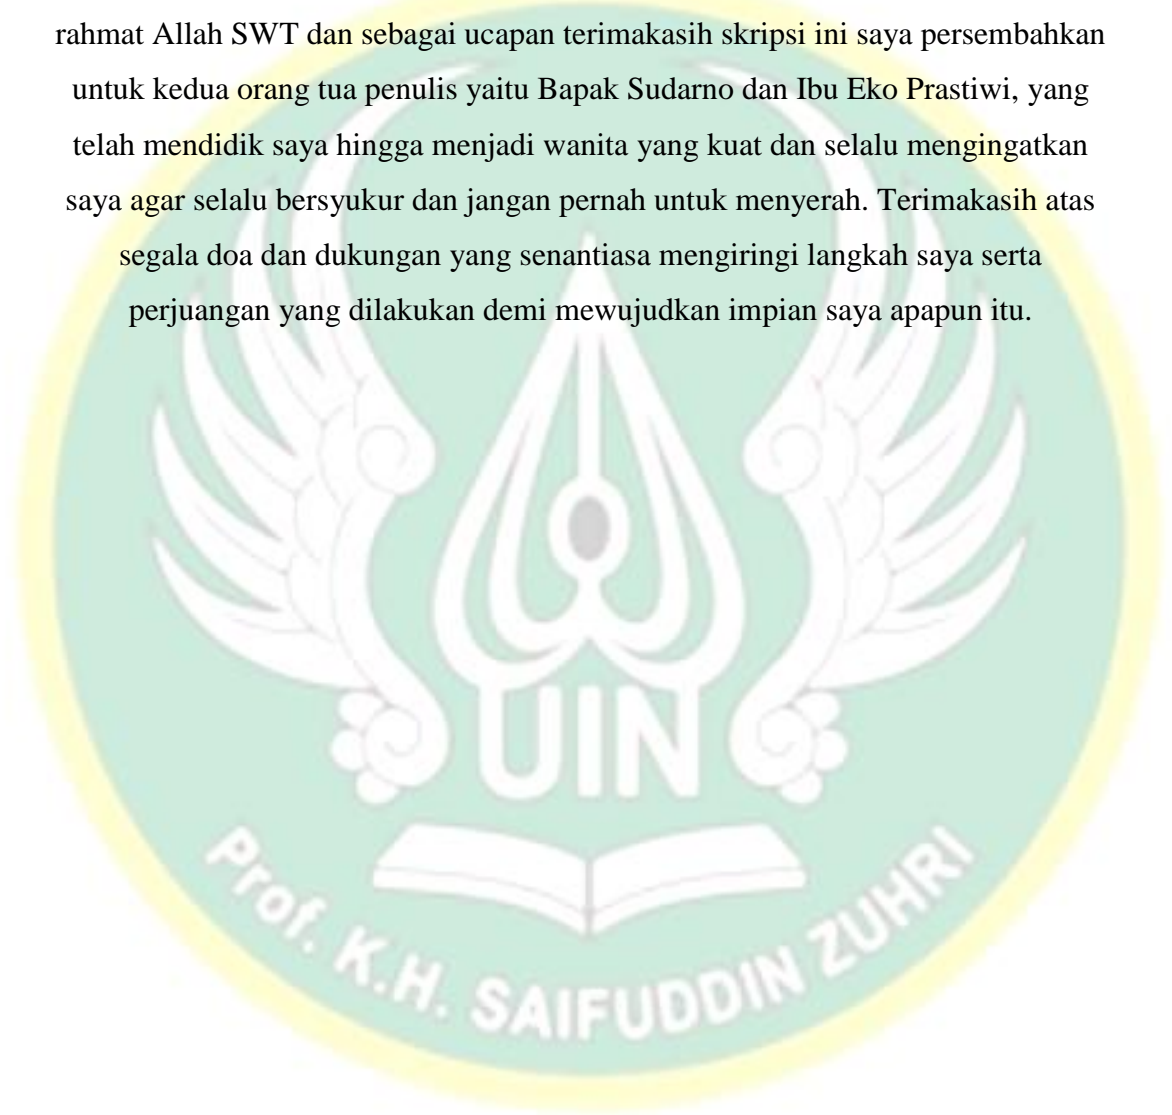 rahmat Allah SWT dan sebagai ucapan terimakasih skripsi ini saya persembahkan
untuk kedua orang tua penulis yaitu Bapak Sudarno dan Ibu Eko Prastiwi, yang
telah mendidik saya hingga menjadi wanita yang kuat dan selalu mengingatkan
saya agar selalu bersyukur dan jangan pernah untuk menyerah. Terimakasih atas
segala doa dan dukungan yang senantiasa mengiringi langkah saya serta
perjuangan yang dilakukan demi mewujudkan impian saya apapun itu.
UIN
Prof. K.H. SAIFUDDIN ZUHRI